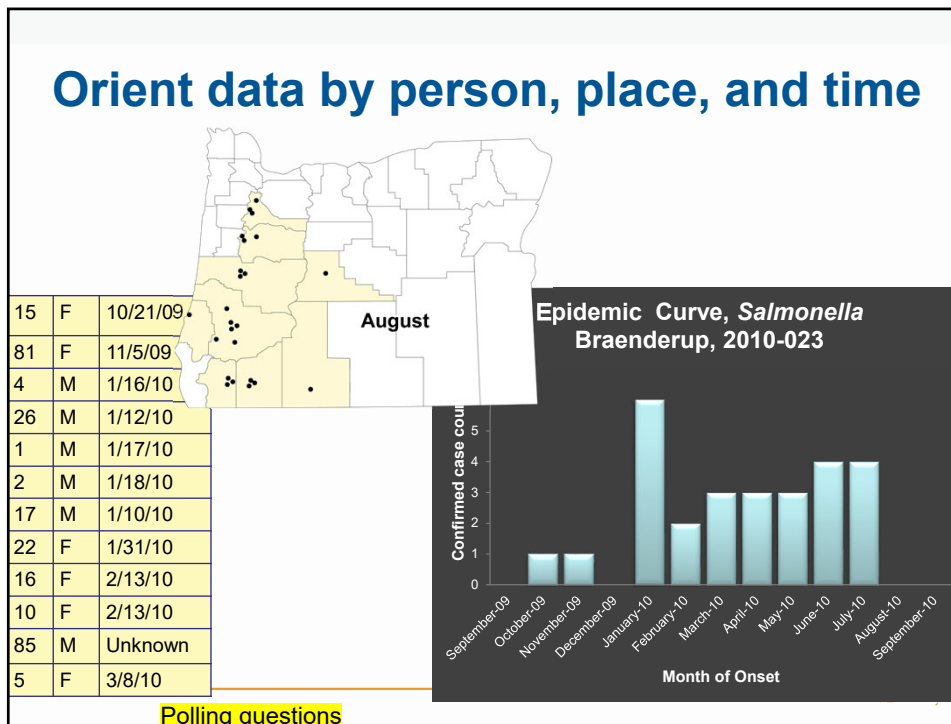 Orient data by person, place, and time
August
15 F 10/21/09
81 F 11/5/09
4 M 1/16/10
26 M 1/12/10
1 M 1/17/10
2 M 1/18/10
17 M 1/10/10
22 F 1/31/10
16 F 2/13/10
10 F 2/13/10
85 M Unknown
5 F 3/8/10
Epidemic Curve, Salmonella
Braenderup, 2010-023
Confirmed case
5
4
3
2
1
0
September-09
October-09
November-09
December-09
January-10
February-10
March-10
April-10
May-10
June-10
July-10
August-10
September-10
Month of Onset
Polling questions